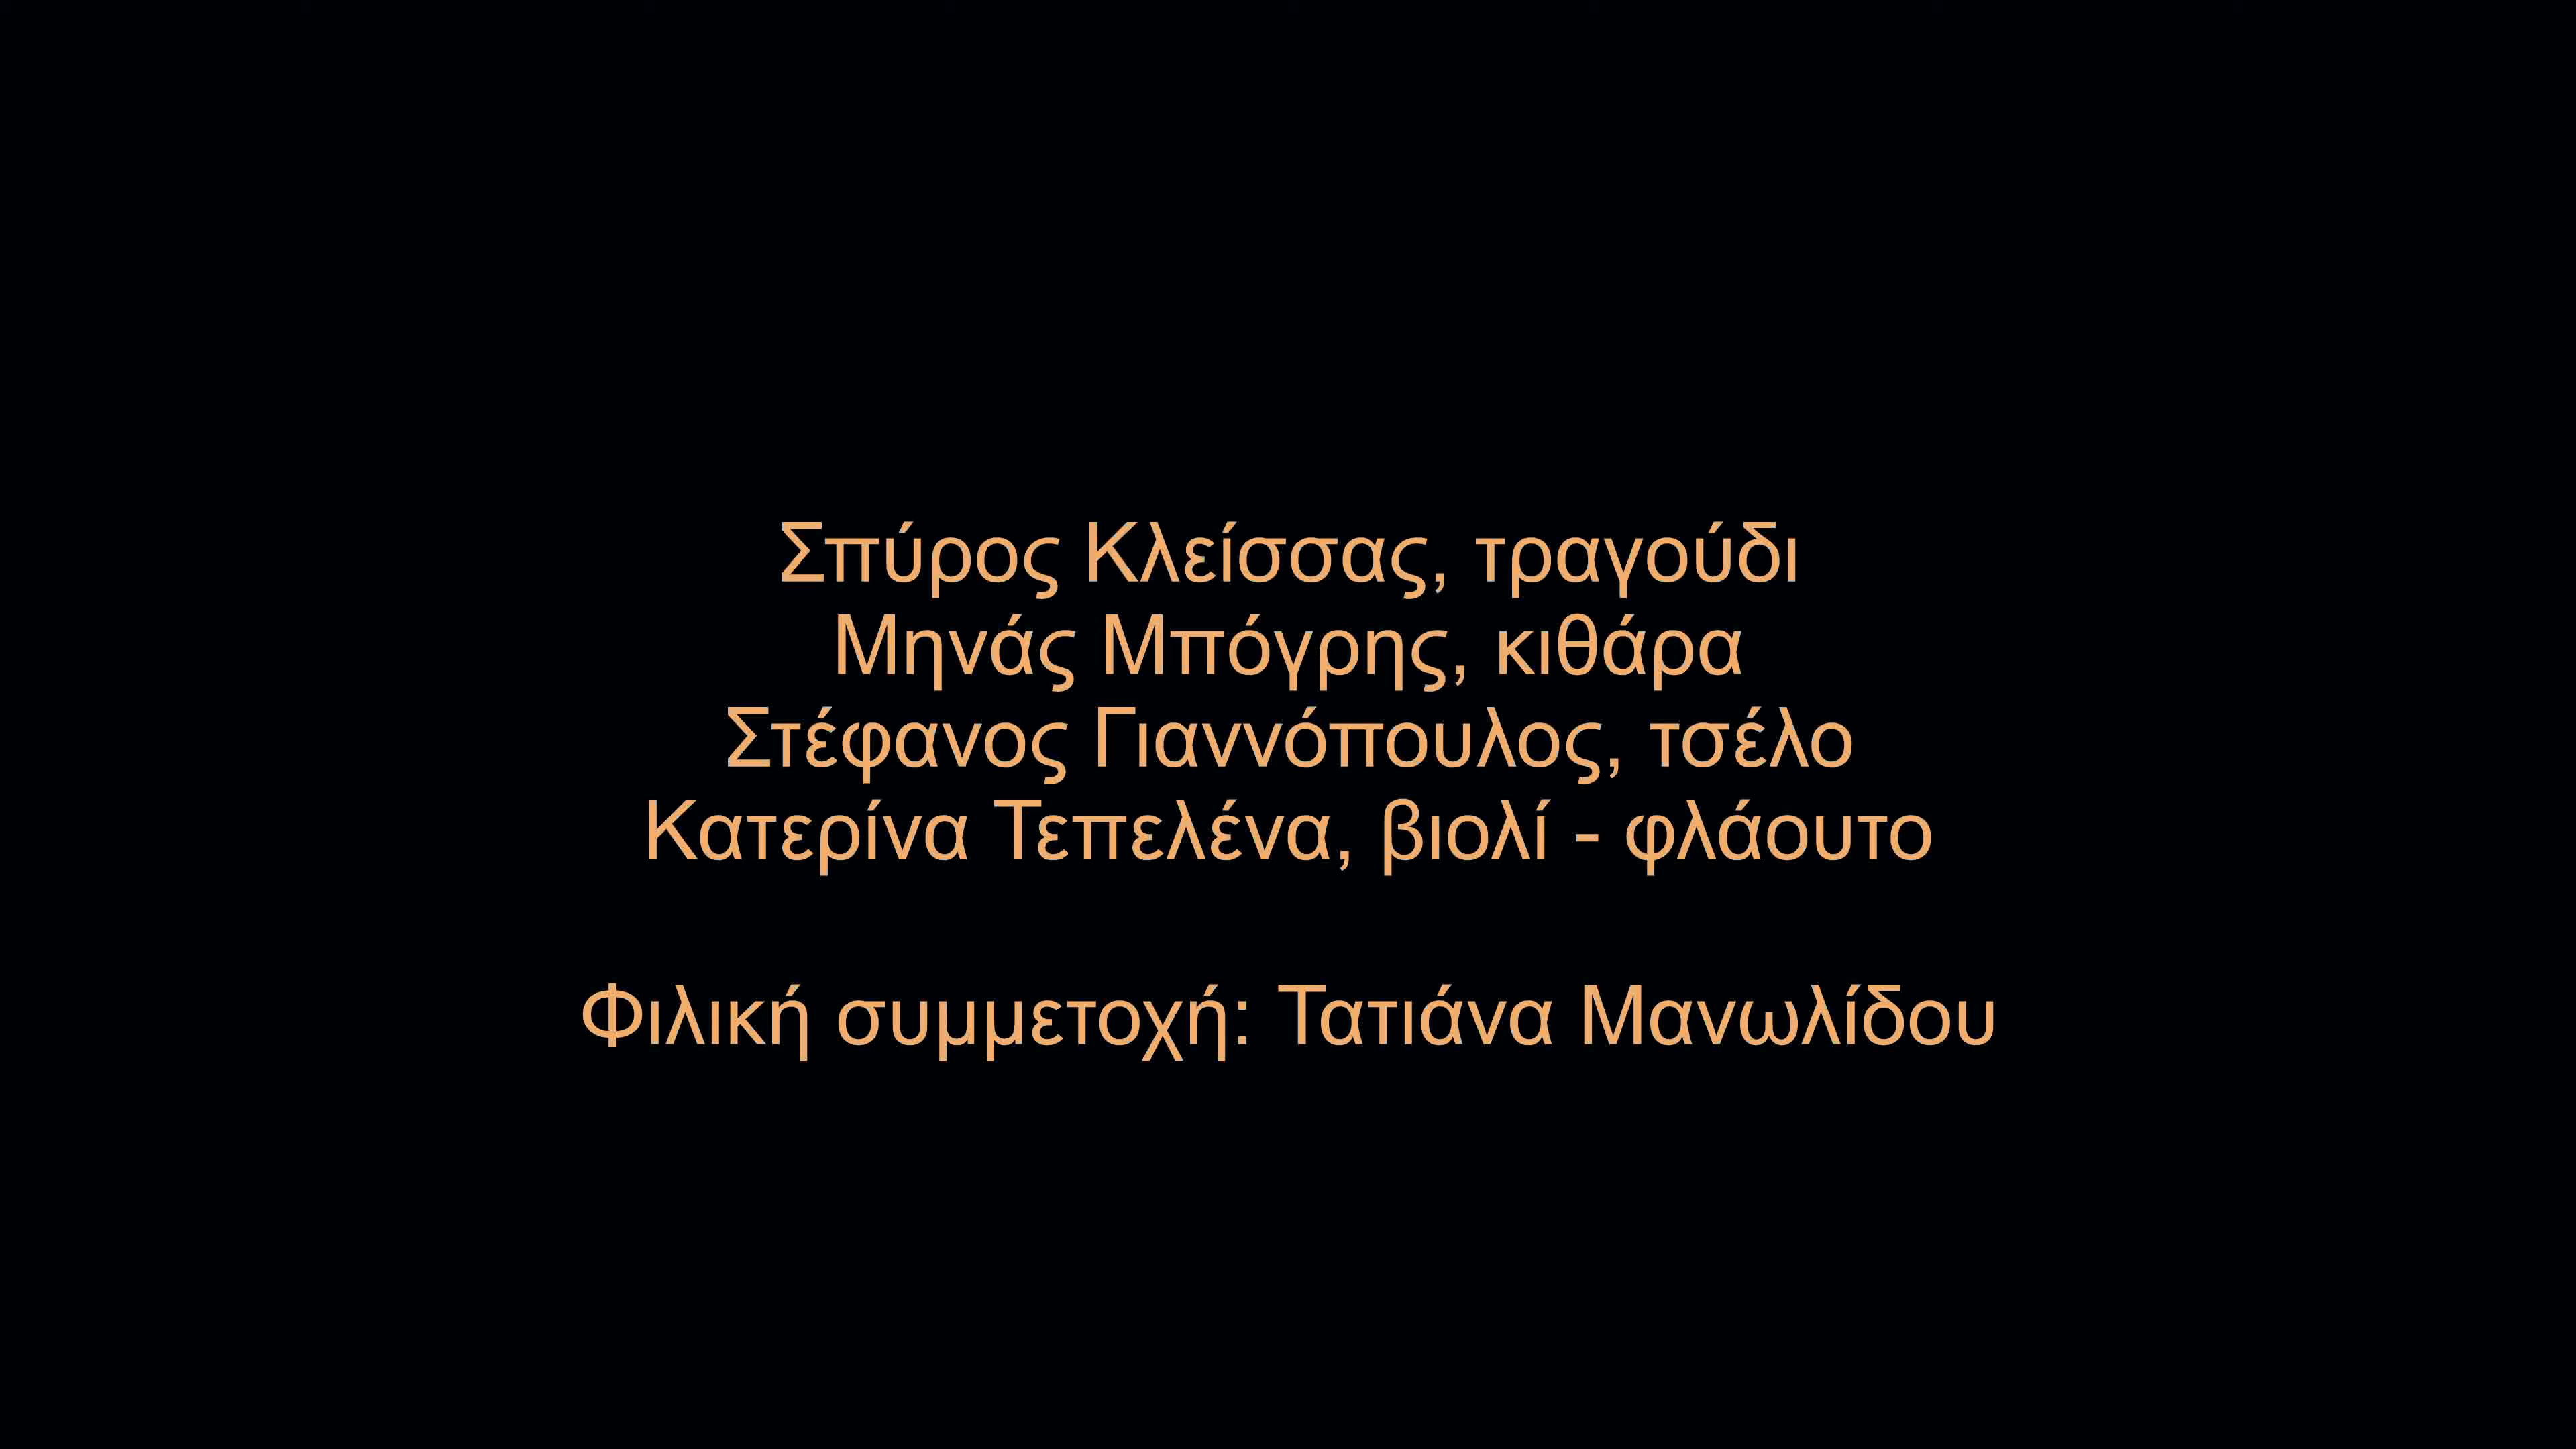 Σπύρος Κλείσσας, τραγούδι
Μηνάς Μπόγρης, κιθάρα
Στέφανος Γιαννόπουλος, τσέλο
Κατερίνα Τεπελένα, βιολί - φλάουτο
Φιλική συμμετοχή: Τατιάνα Μανωλίδου